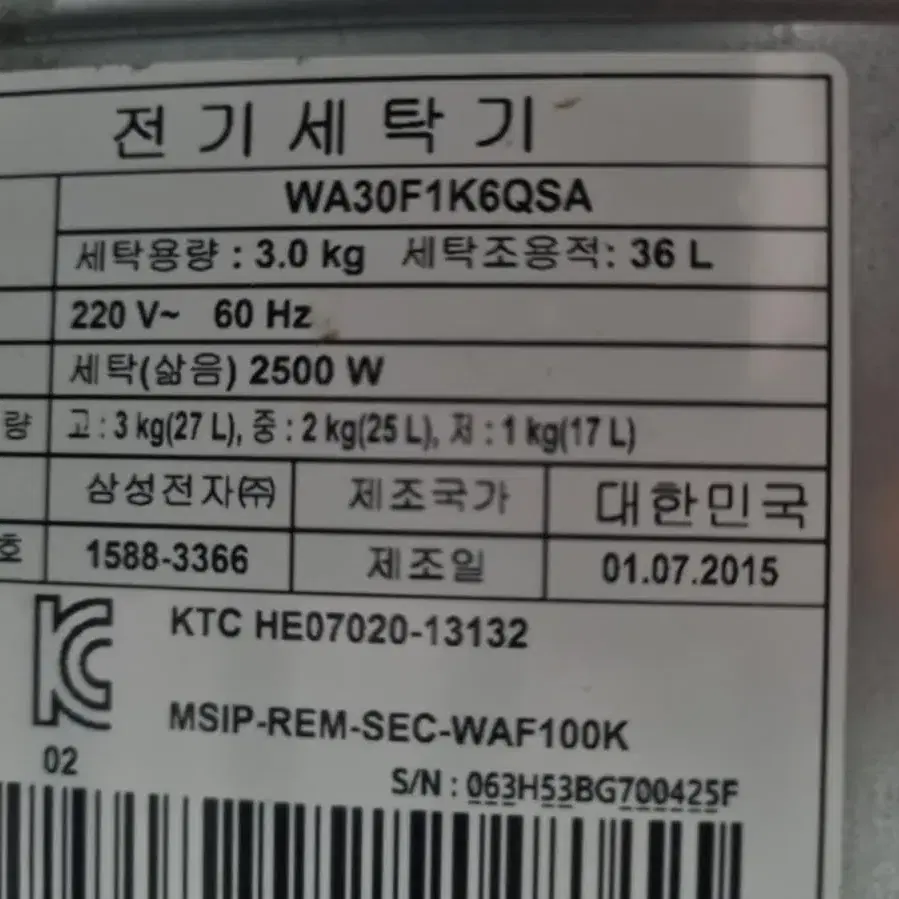 전기세탁기
WA30F1K6QSA
세탁용량 : 3.0 kg 세탁조용적: 36 L
220 V~ 60 Hz
세탁(삶음) 2500 W
량 고 : 3 kg(27 L), 중 : 2 kg(25 L), 저 : 1 kg(17 L)
삼성전자㈜ 제조국가 대한민국
호 1588-3366 제조일 01.07.2015
KTC HE07020-13132
MSIP-REM-SEC-WAF100K
02
S/N : 063H53BG700425F